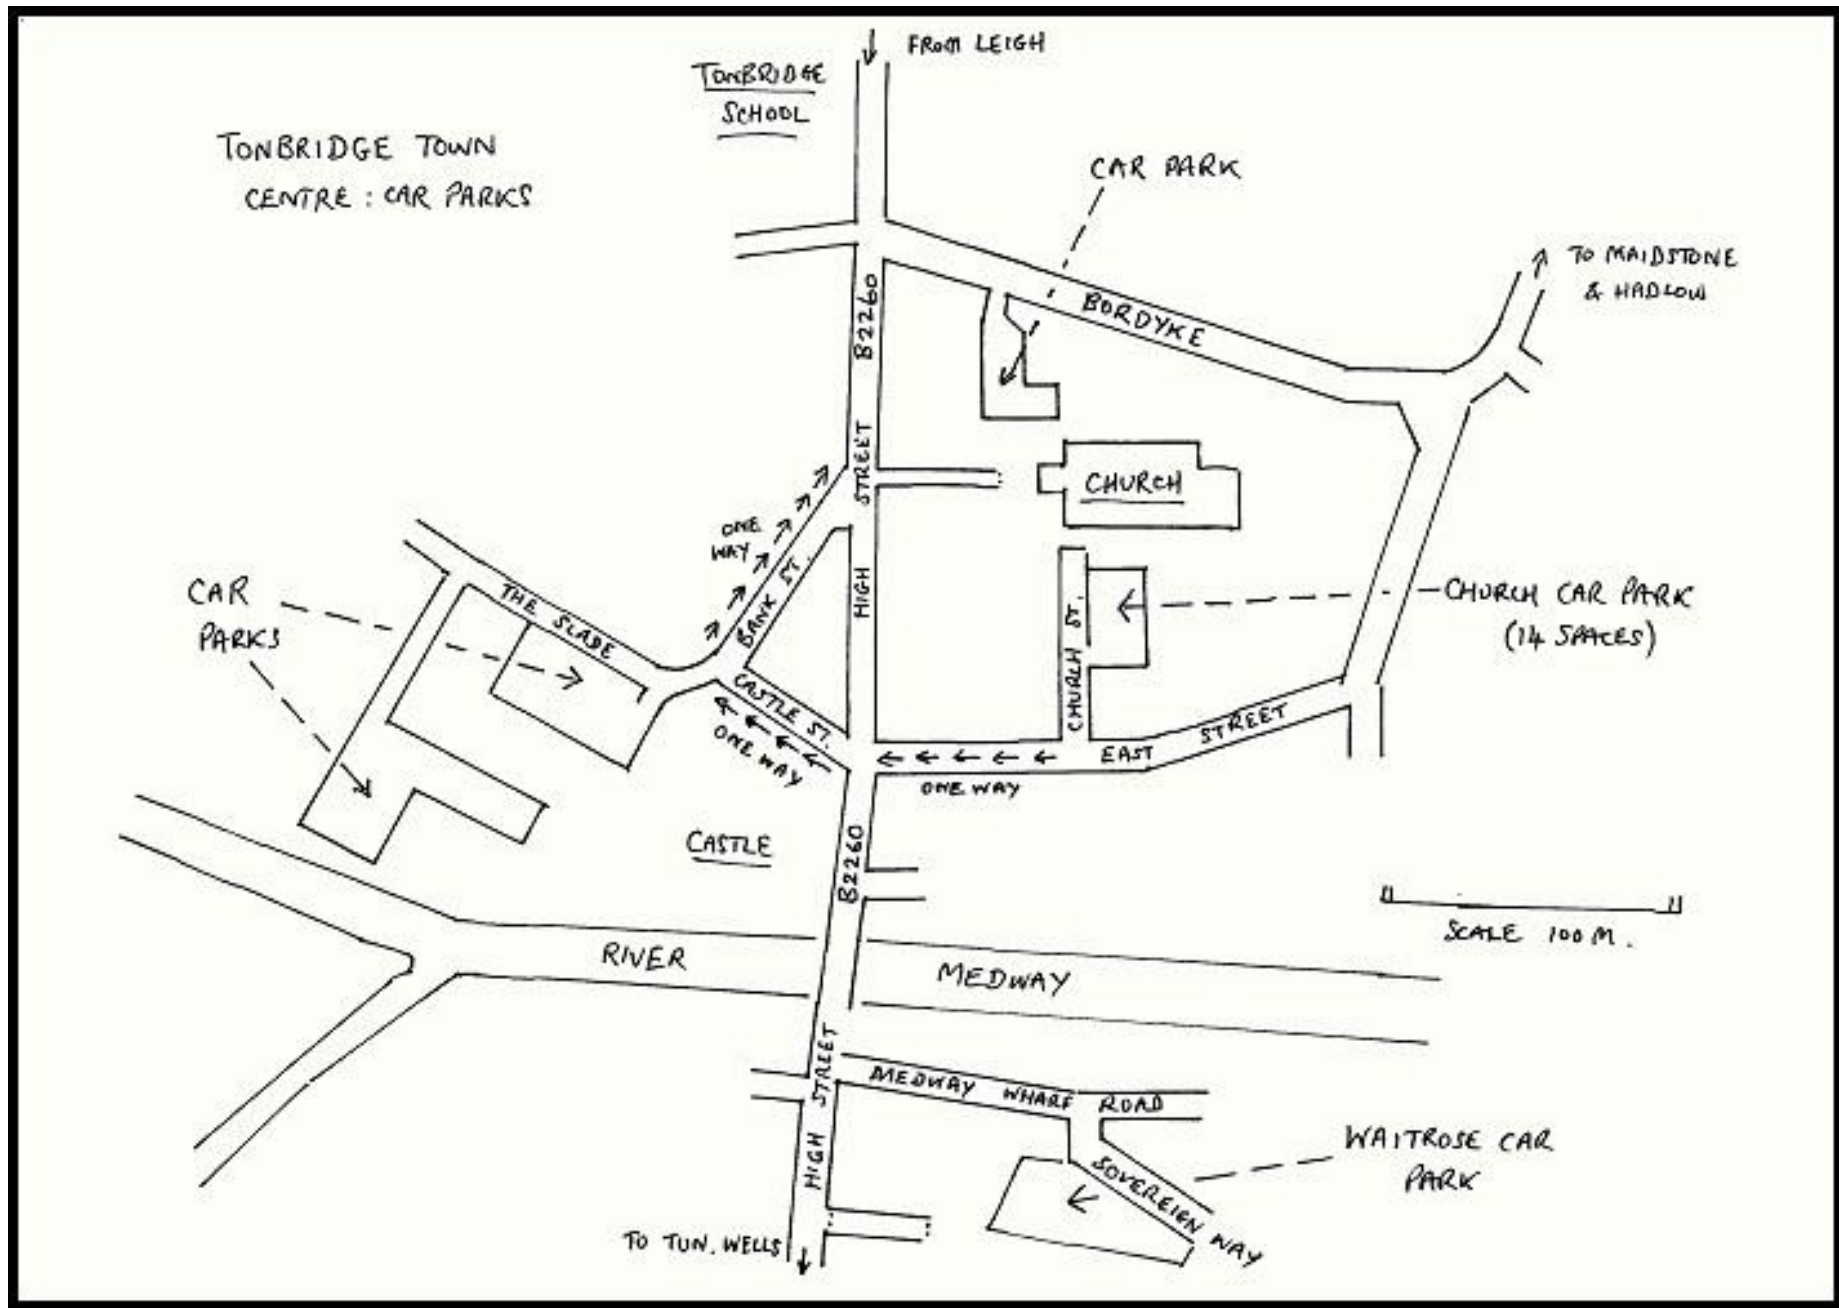 FROM LEIGH
TONBRIDGE
SCHOOL
TONBRIDGE TOWN
CENTRE : CAR PARKS
CAR PARK
TO MAIDSTONE
& HADLOW
BORDYKE
B2260
STREET
HIGH
CHURCH
ONE
WAY
BANK ST.
THE SLADE
CAR
PARKS
CHURCH CAR PARK
(14 SPACES)
CHURCH ST.
CASTLE ST.
ONE WAY
EAST STREET
ONE WAY
CASTLE
B2260
SCALE 100 M.
RIVER MEDWAY
HIGH STREET
MEDWAY WHARF ROAD
WAITROSE CAR
PARK
SOVEREIGN WAY
TO TUN. WELLS